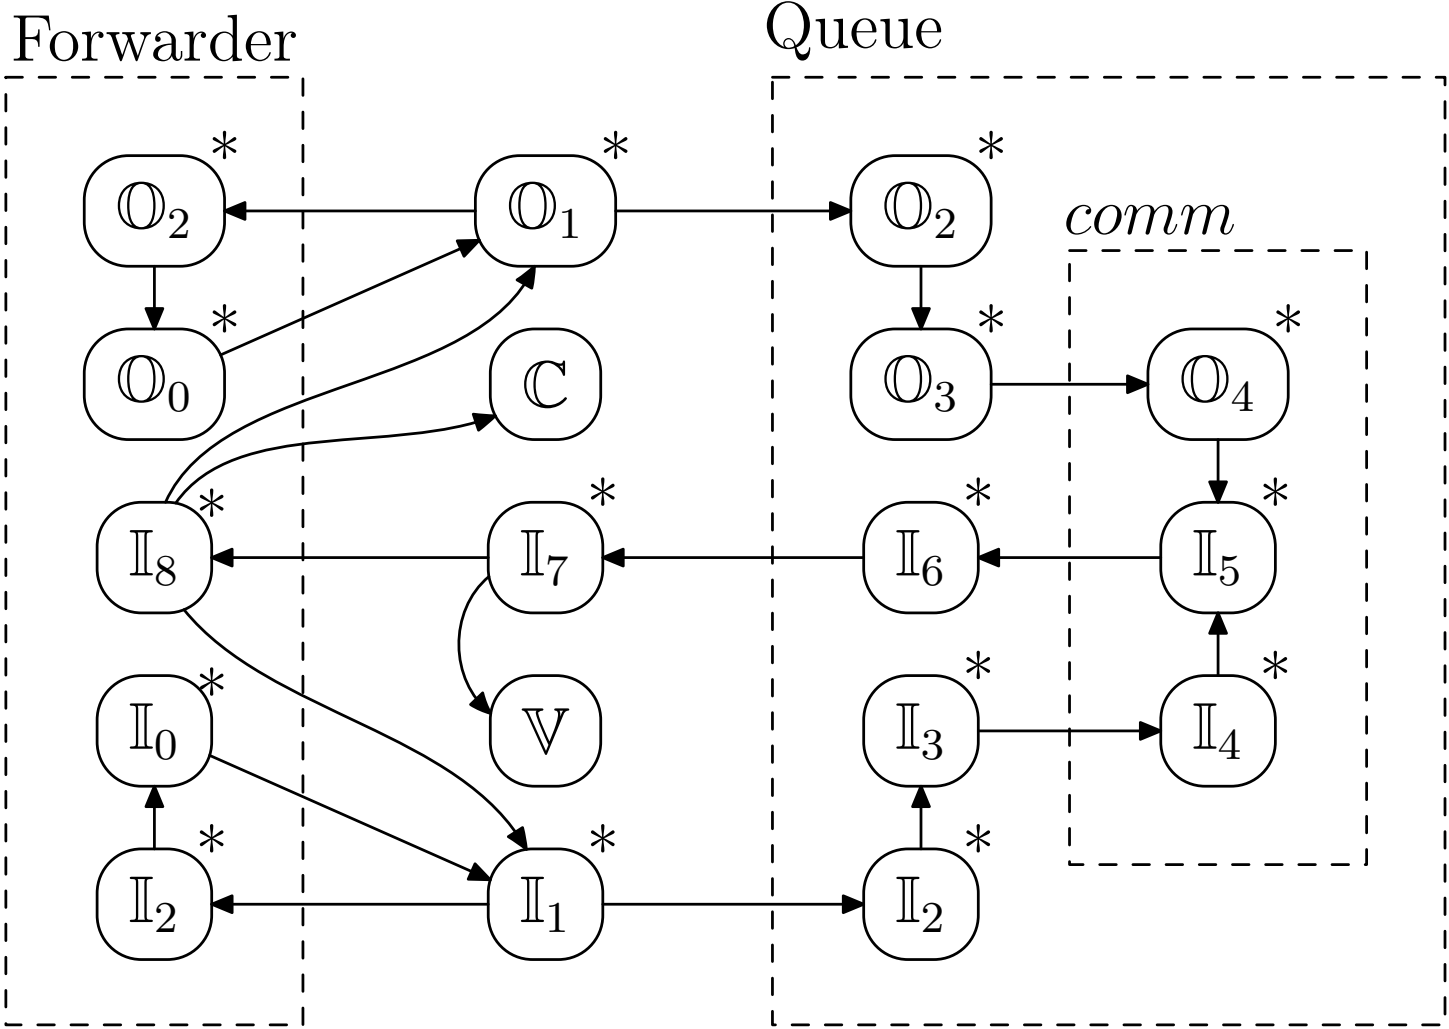 Forwarder
Queue
𝕆₂*
𝕆₁*
𝕆₂*
comm
𝕆₀*
ℂ
𝕆₃*
𝕆₄*
𝕀₈*
𝕀₇*
𝕀₆*
𝕀₅*
𝕀₀*
𝕍
𝕀₃*
𝕀₄*
𝕀₂*
𝕀₁*
𝕀₂*